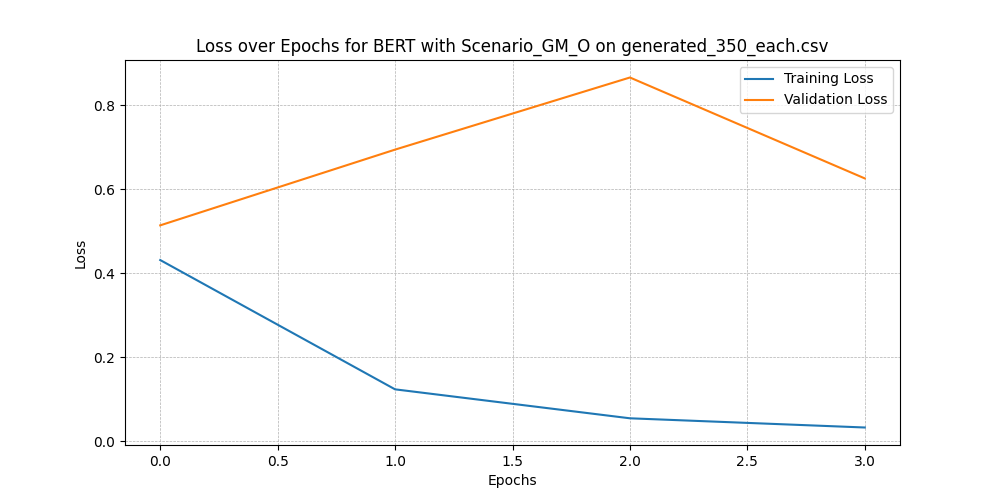 Loss over Epochs for BERT with Scenario_GM_O on generated_350_each.csv
Training Loss
Validation Loss
Loss
0.8
0.6
0.4
0.2
0.0
0.0 0.5 1.0 1.5 2.0 2.5 3.0
Epochs